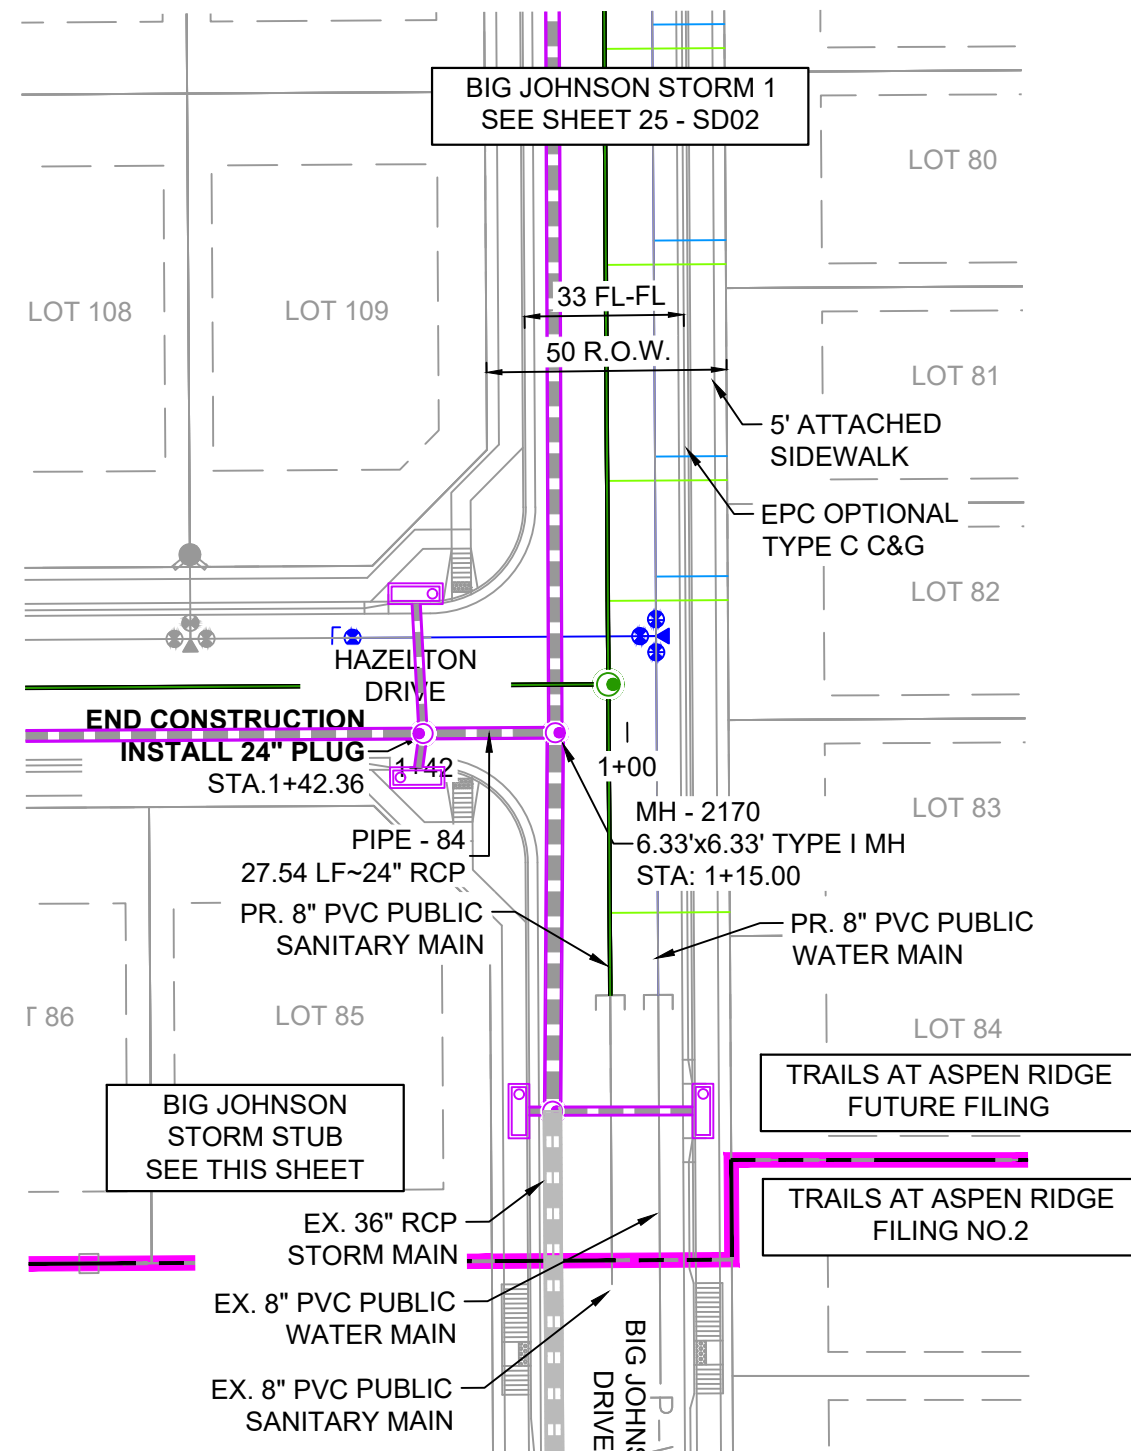 BIG JOHNSON STORM 1
SEE SHEET 25 - SD02
LOT 80
33 FL-FL
LOT 108
LOT 109
50 R.O.W.
LOT 81
5' ATTACHED
SIDEWALK
EPC OPTIONAL
TYPE C C&G
LOT 82
HAZELTON
DRIVE
END CONSTRUCTION
INSTALL 24" PLUG
STA.1+42.36
1+42
1+00
MH - 2170
6.33'x6.33' TYPE I MH
STA: 1+15.00
LOT 83
PIPE - 84
27.54 LF~24" RCP
PR. 8" PVC PUBLIC
SANITARY MAIN
PR. 8" PVC PUBLIC
WATER MAIN
T 86
LOT 85
LOT 84
TRAILS AT ASPEN RIDGE
FUTURE FILING
BIG JOHNSON
STORM STUB
SEE THIS SHEET
TRAILS AT ASPEN RIDGE
FILING NO.2
EX. 36" RCP
STORM MAIN
EX. 8" PVC PUBLIC
WATER MAIN
EX. 8" PVC PUBLIC
SANITARY MAIN
BIG JOHNS
DRIVE